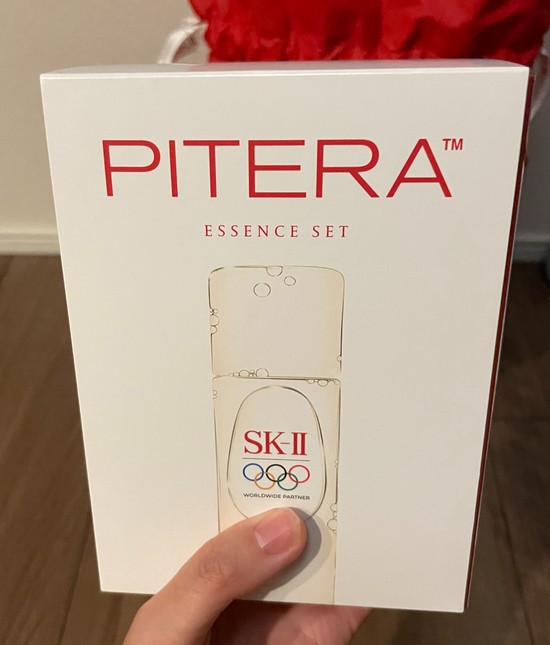 PITERA™
ESSENCE SET
SK-II
WORLDWIDE PARTNER